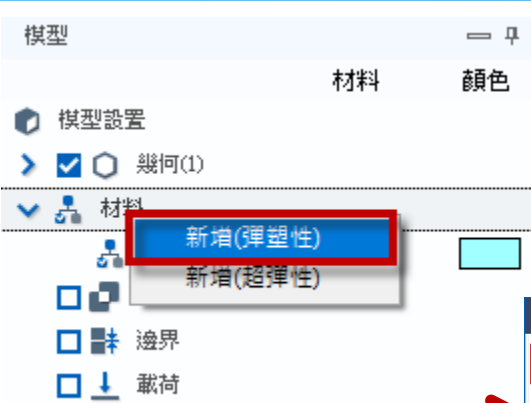 模型
材料 顏色
模型設置
幾何(1)
材料
新增(彈塑性)
新增(超彈性)
邊界
載荷